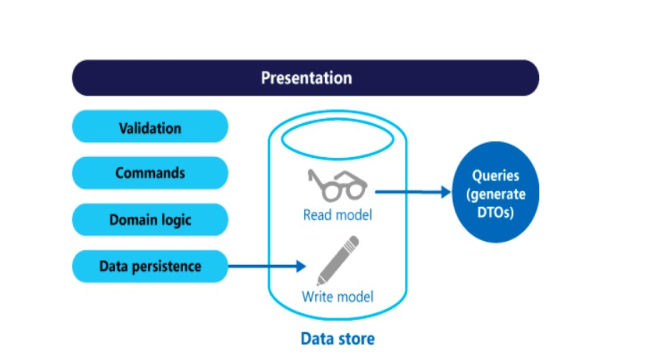 Presentation
Validation
Commands
Domain logic
Data persistence
Read model
Write model
Data store
Queries
(generate
DTOs)